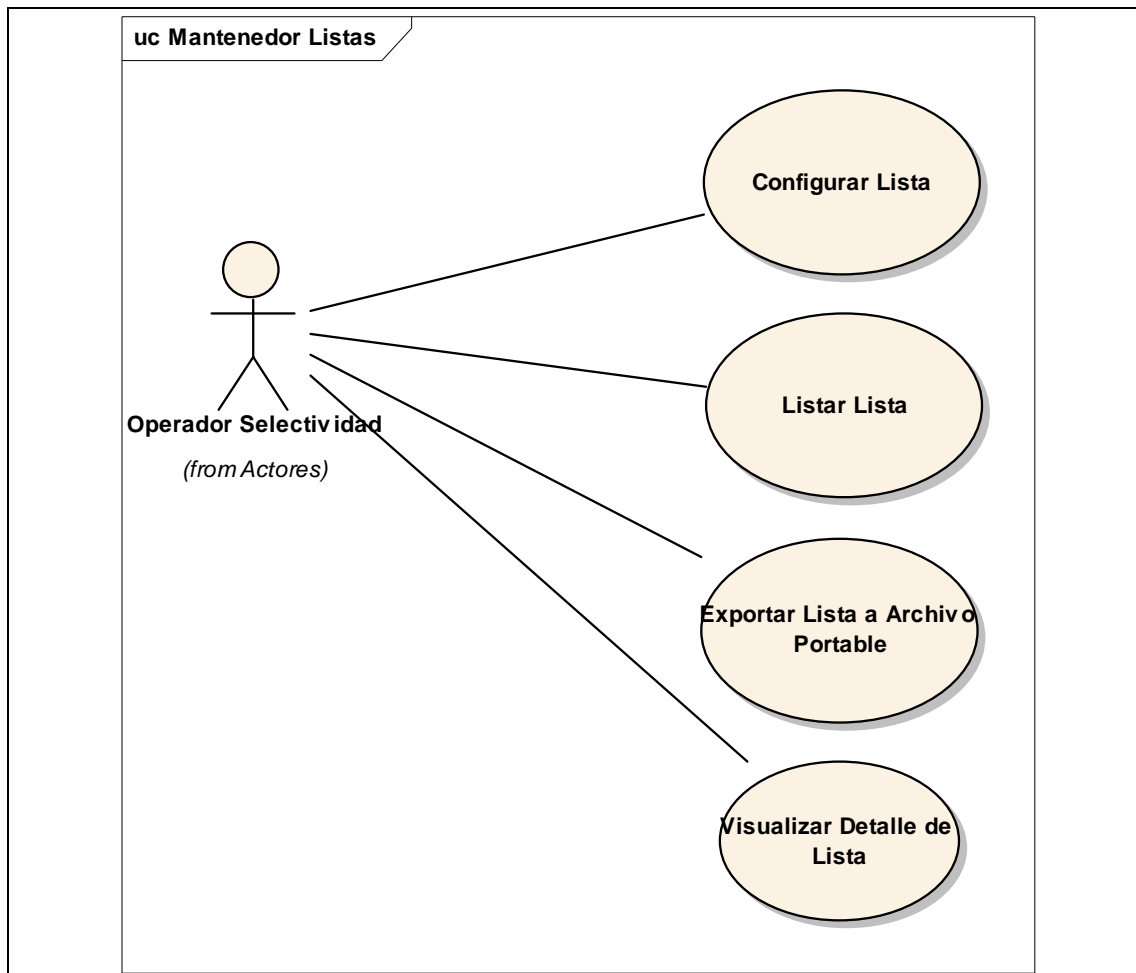 uc Mantenedor Listas
Configurar Lista
Operador Selectividad
(from Actores)
Listar Lista
Exportar Lista a Archivo
Portable
Visualizar Detalle de
Lista